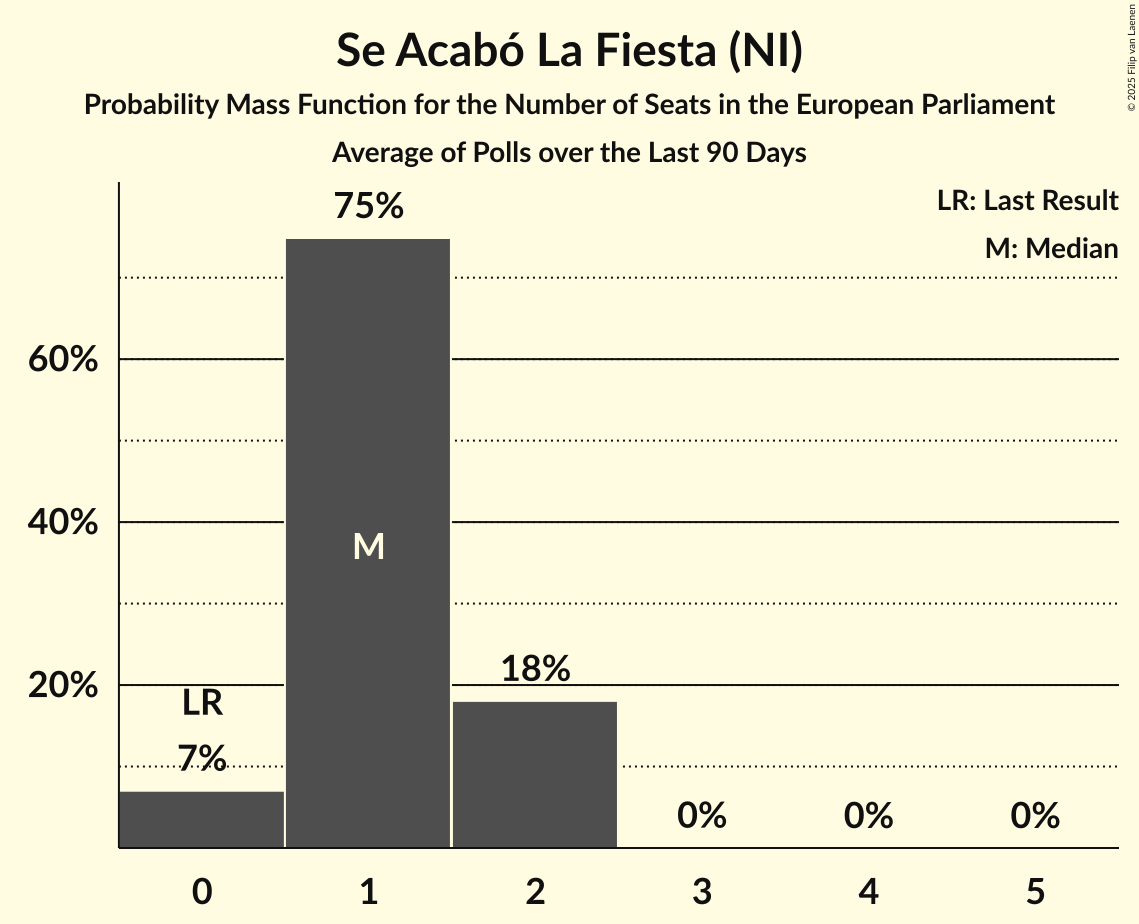 Se Acabó La Fiesta (NI)
Probability Mass Function for the Number of Seats in the European Parliament
Average of Polls over the Last 90 Days
© 2025 Filip van Laenen
LR: Last Result
M: Median
75%
60%
40%
M
18%
20%
LR
7%
0%
0%
0%
0
1
2
3
4
5